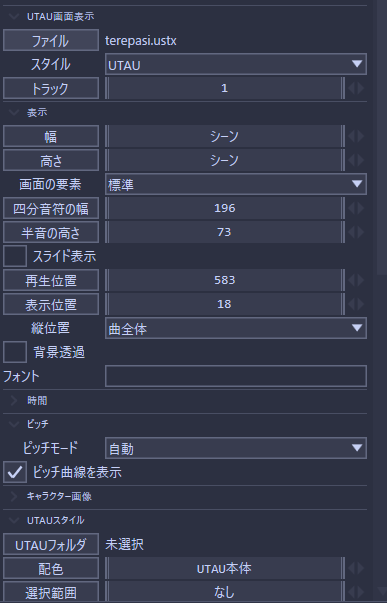 UTAU画面表示
ファイル terepasi.ustx
スタイル UTAU
トラック 1
表示
幅 シーン
高さ シーン
画面の要素 標準
四分音符の幅 196
半音の高さ 73
スライド表示
再生位置 583
表示位置 18
縦位置 曲全体
背景透過
フォント
時間
ピッチ
ピッチモード 自動
ピッチ曲線を表示
キャラクター画像
UTAUスタイル
UTAUフォルダ 未選択
配色 UTAU本体
選択範囲 なし